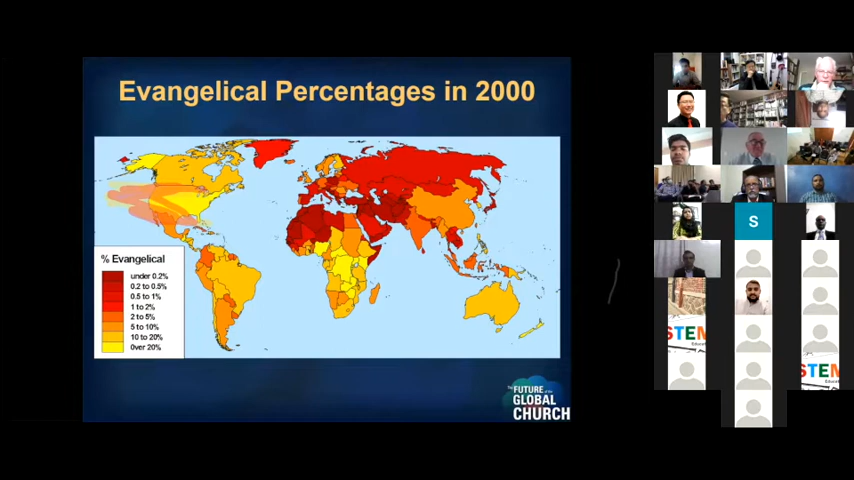 Evangelical Percentages in 2000
% Evangelical
under 0.2%
0.2 to 0.5%
0.5 to 1%
1 to 2%
2 to 5%
5 to 10%
10 to 20%
0ver 20%
The FUTURE of the
GLOBAL
CHURCH
S
STEM
STEM